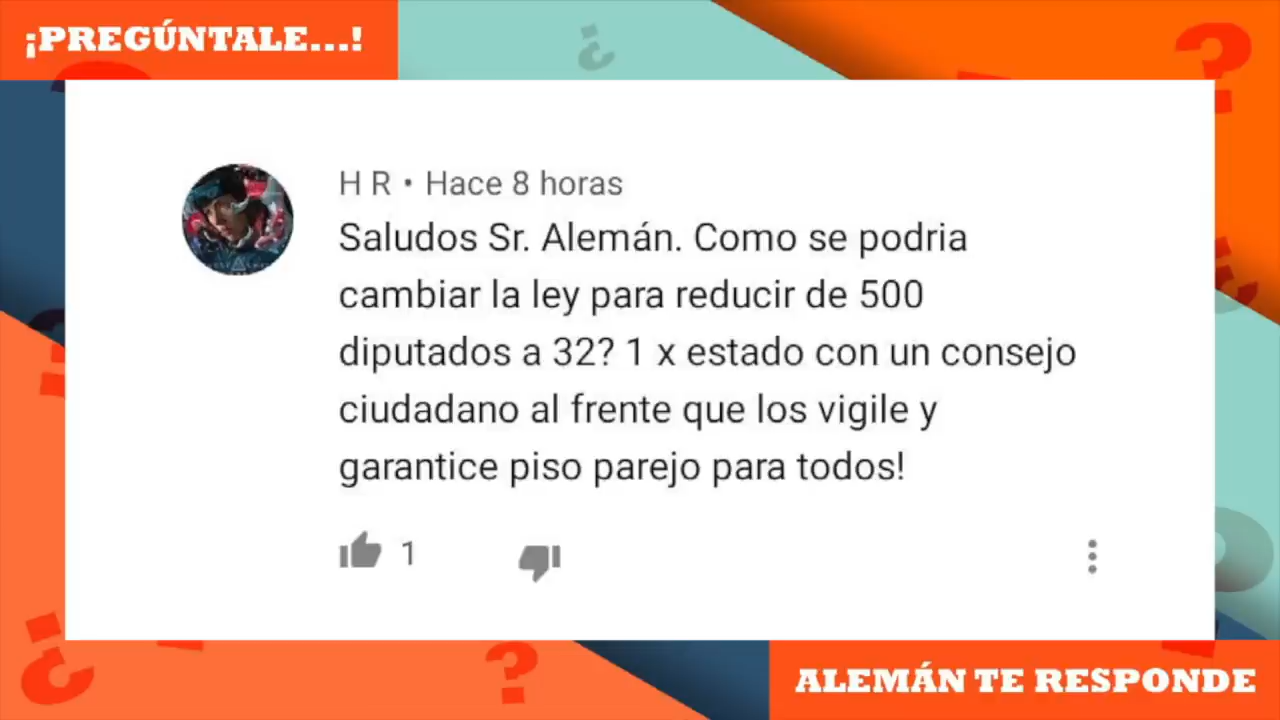 ¡PREGÚNTALE...!
H R • Hace 8 horas
Saludos Sr. Alemán. Como se podria
cambiar la ley para reducir de 500
diputados a 32? 1 x estado con un consejo
ciudadano al frente que los vigile y
garantice piso parejo para todos!
1
ALEMÁN TE RESPONDE